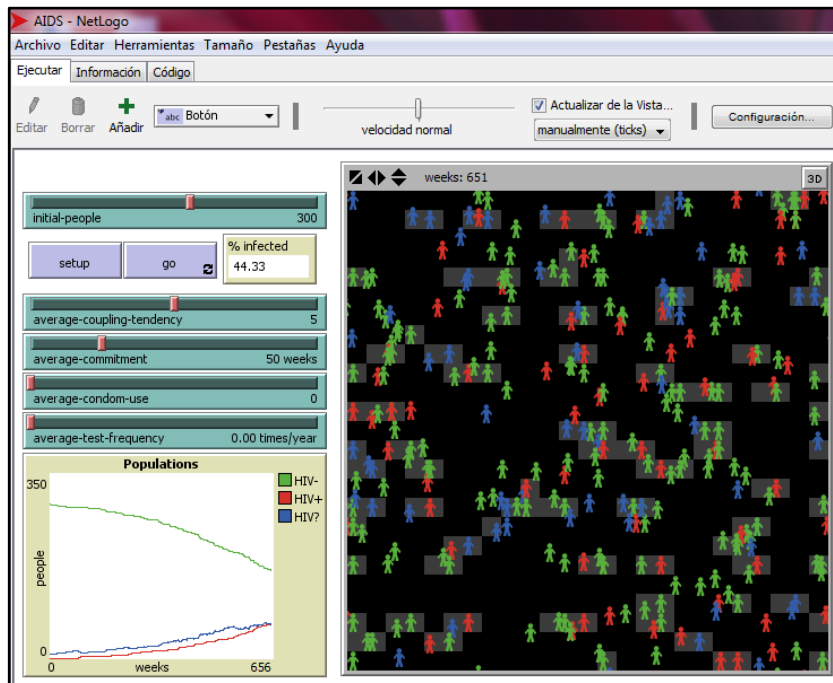 AIDS - NetLogo
Archivo Editar Herramientas Tamaño Pestañas Ayuda
Ejecutar Información Código
Editar Borrar Añadir
abc Botón
velocidad normal
Actualizar de la Vista...
manualmente (ticks)
Configuración...
weeks: 651
3D
initial-people 300
setup
go
% infected
44.33
average-coupling-tendency 5
average-commitment 50 weeks
average-condom-use 0
average-test-frequency 0.00 times/year
Populations
350
people
0
0 weeks 656
HIV-
HIV+
HIV?